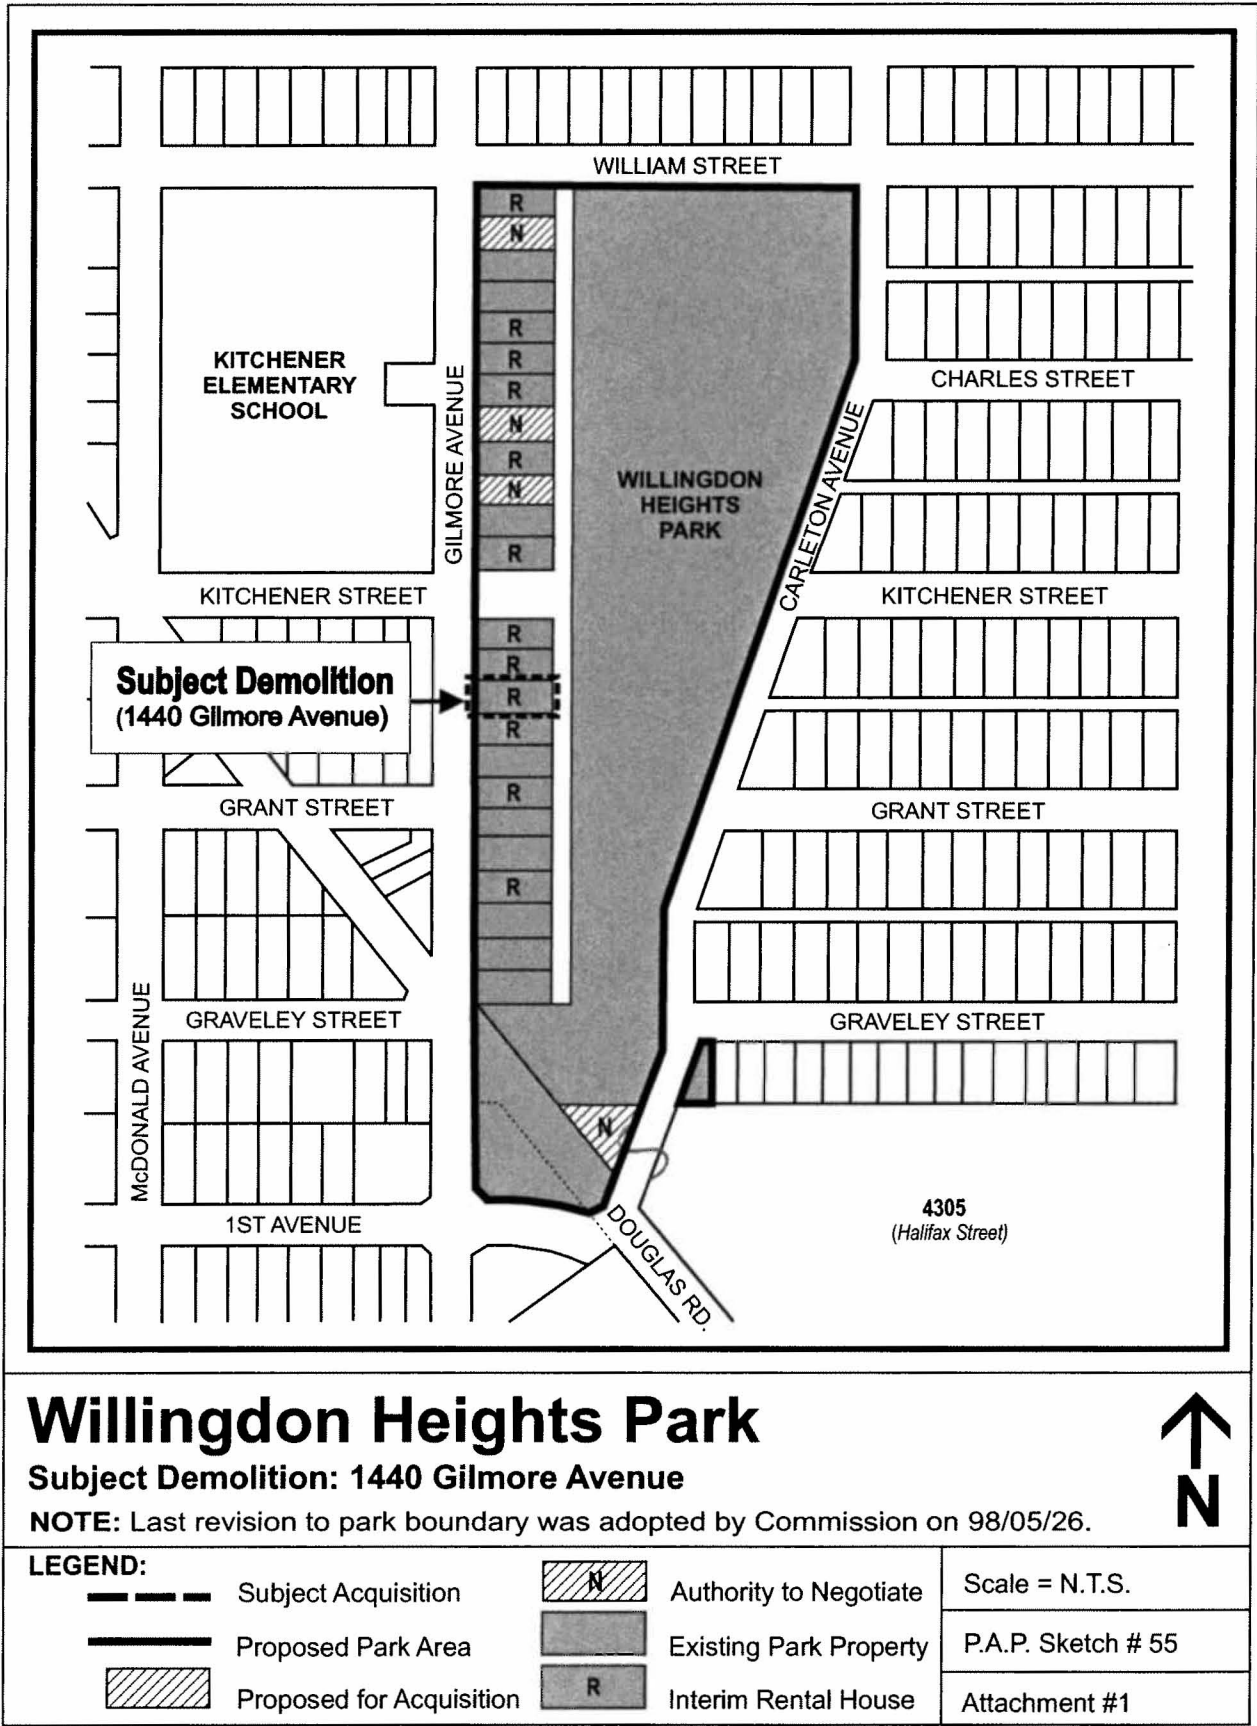 WILLIAM STREET
R
N
R
R
R
N
R
N
R
KITCHENER
ELEMENTARY
SCHOOL
GILMORE AVENUE
WILLINGDON
HEIGHTS
PARK
CHARLES STREET
CARLETON AVENUE
KITCHENER STREET
KITCHENER STREET
R
R
R
R
R
R
Subject Demolition
(1440 Gilmore Avenue)
GRANT STREET
GRANT STREET
McDONALD AVENUE
GRAVELEY STREET
GRAVELEY STREET
N
1ST AVENUE
DOUGLAS RD.
4305
(Halifax Street)
Willingdon Heights Park
Subject Demolition: 1440 Gilmore Avenue
NOTE: Last revision to park boundary was adopted by Commission on 98/05/26.
N
LEGEND:
Subject Acquisition
Proposed Park Area
Proposed for Acquisition
N
Authority to Negotiate
Existing Park Property
R
Interim Rental House
Scale = N.T.S.
P.A.P. Sketch # 55
Attachment #1